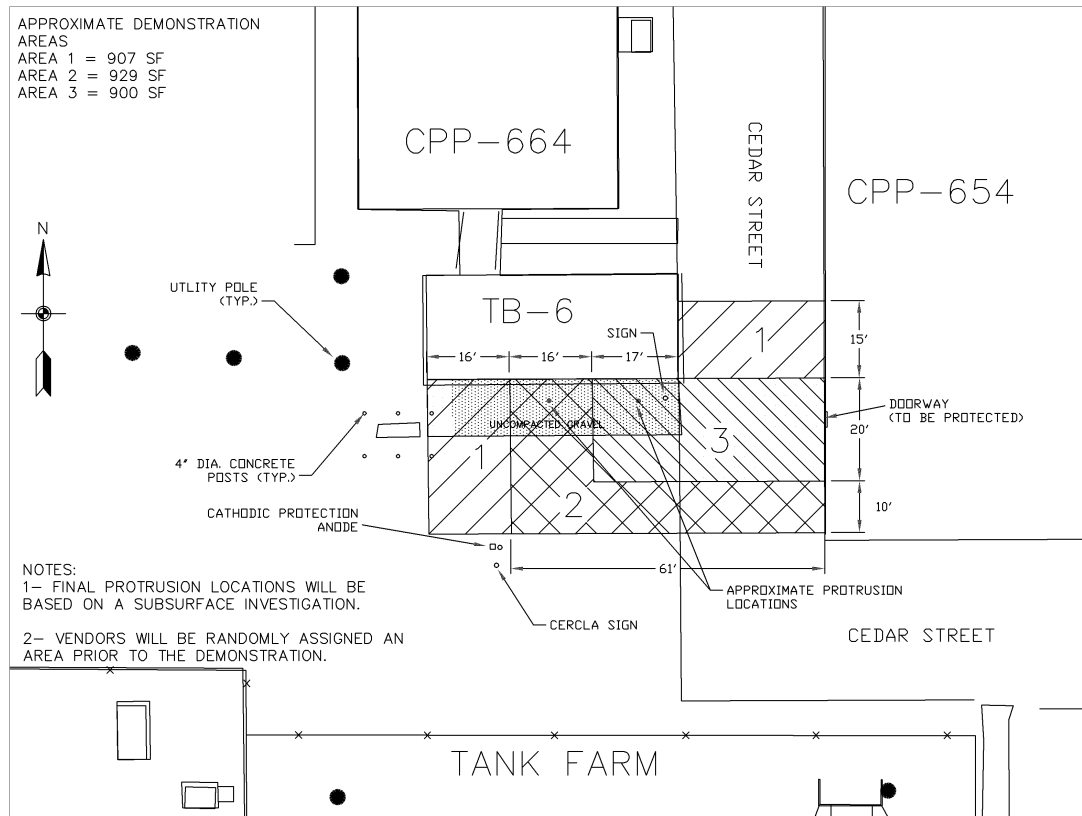 APPROXIMATE DEMONSTRATION
AREAS
AREA 1 = 907 SF
AREA 2 = 929 SF
AREA 3 = 900 SF
CPP-664
CEDAR STREET
CPP-654
N
UTLITY POLE
(TYP.)
TB-6
SIGN
1
15'
16'
16'
17'
DOORWAY
(TO BE PROTECTED)
20'
UNCOMPACTED GRAVEL
3
1
4" DIA. CONCRETE
POSTS (TYP.)
2
10'
CATHODIC PROTECTION
ANODE
61'
NOTES:
1- FINAL PROTRUSION LOCATIONS WILL BE
BASED ON A SUBSURFACE INVESTIGATION.
APPROXIMATE PROTRUSION
LOCATIONS
CERCLA SIGN
CEDAR STREET
2- VENDORS WILL BE RANDOMLY ASSIGNED AN
AREA PRIOR TO THE DEMONSTRATION.
TANK FARM